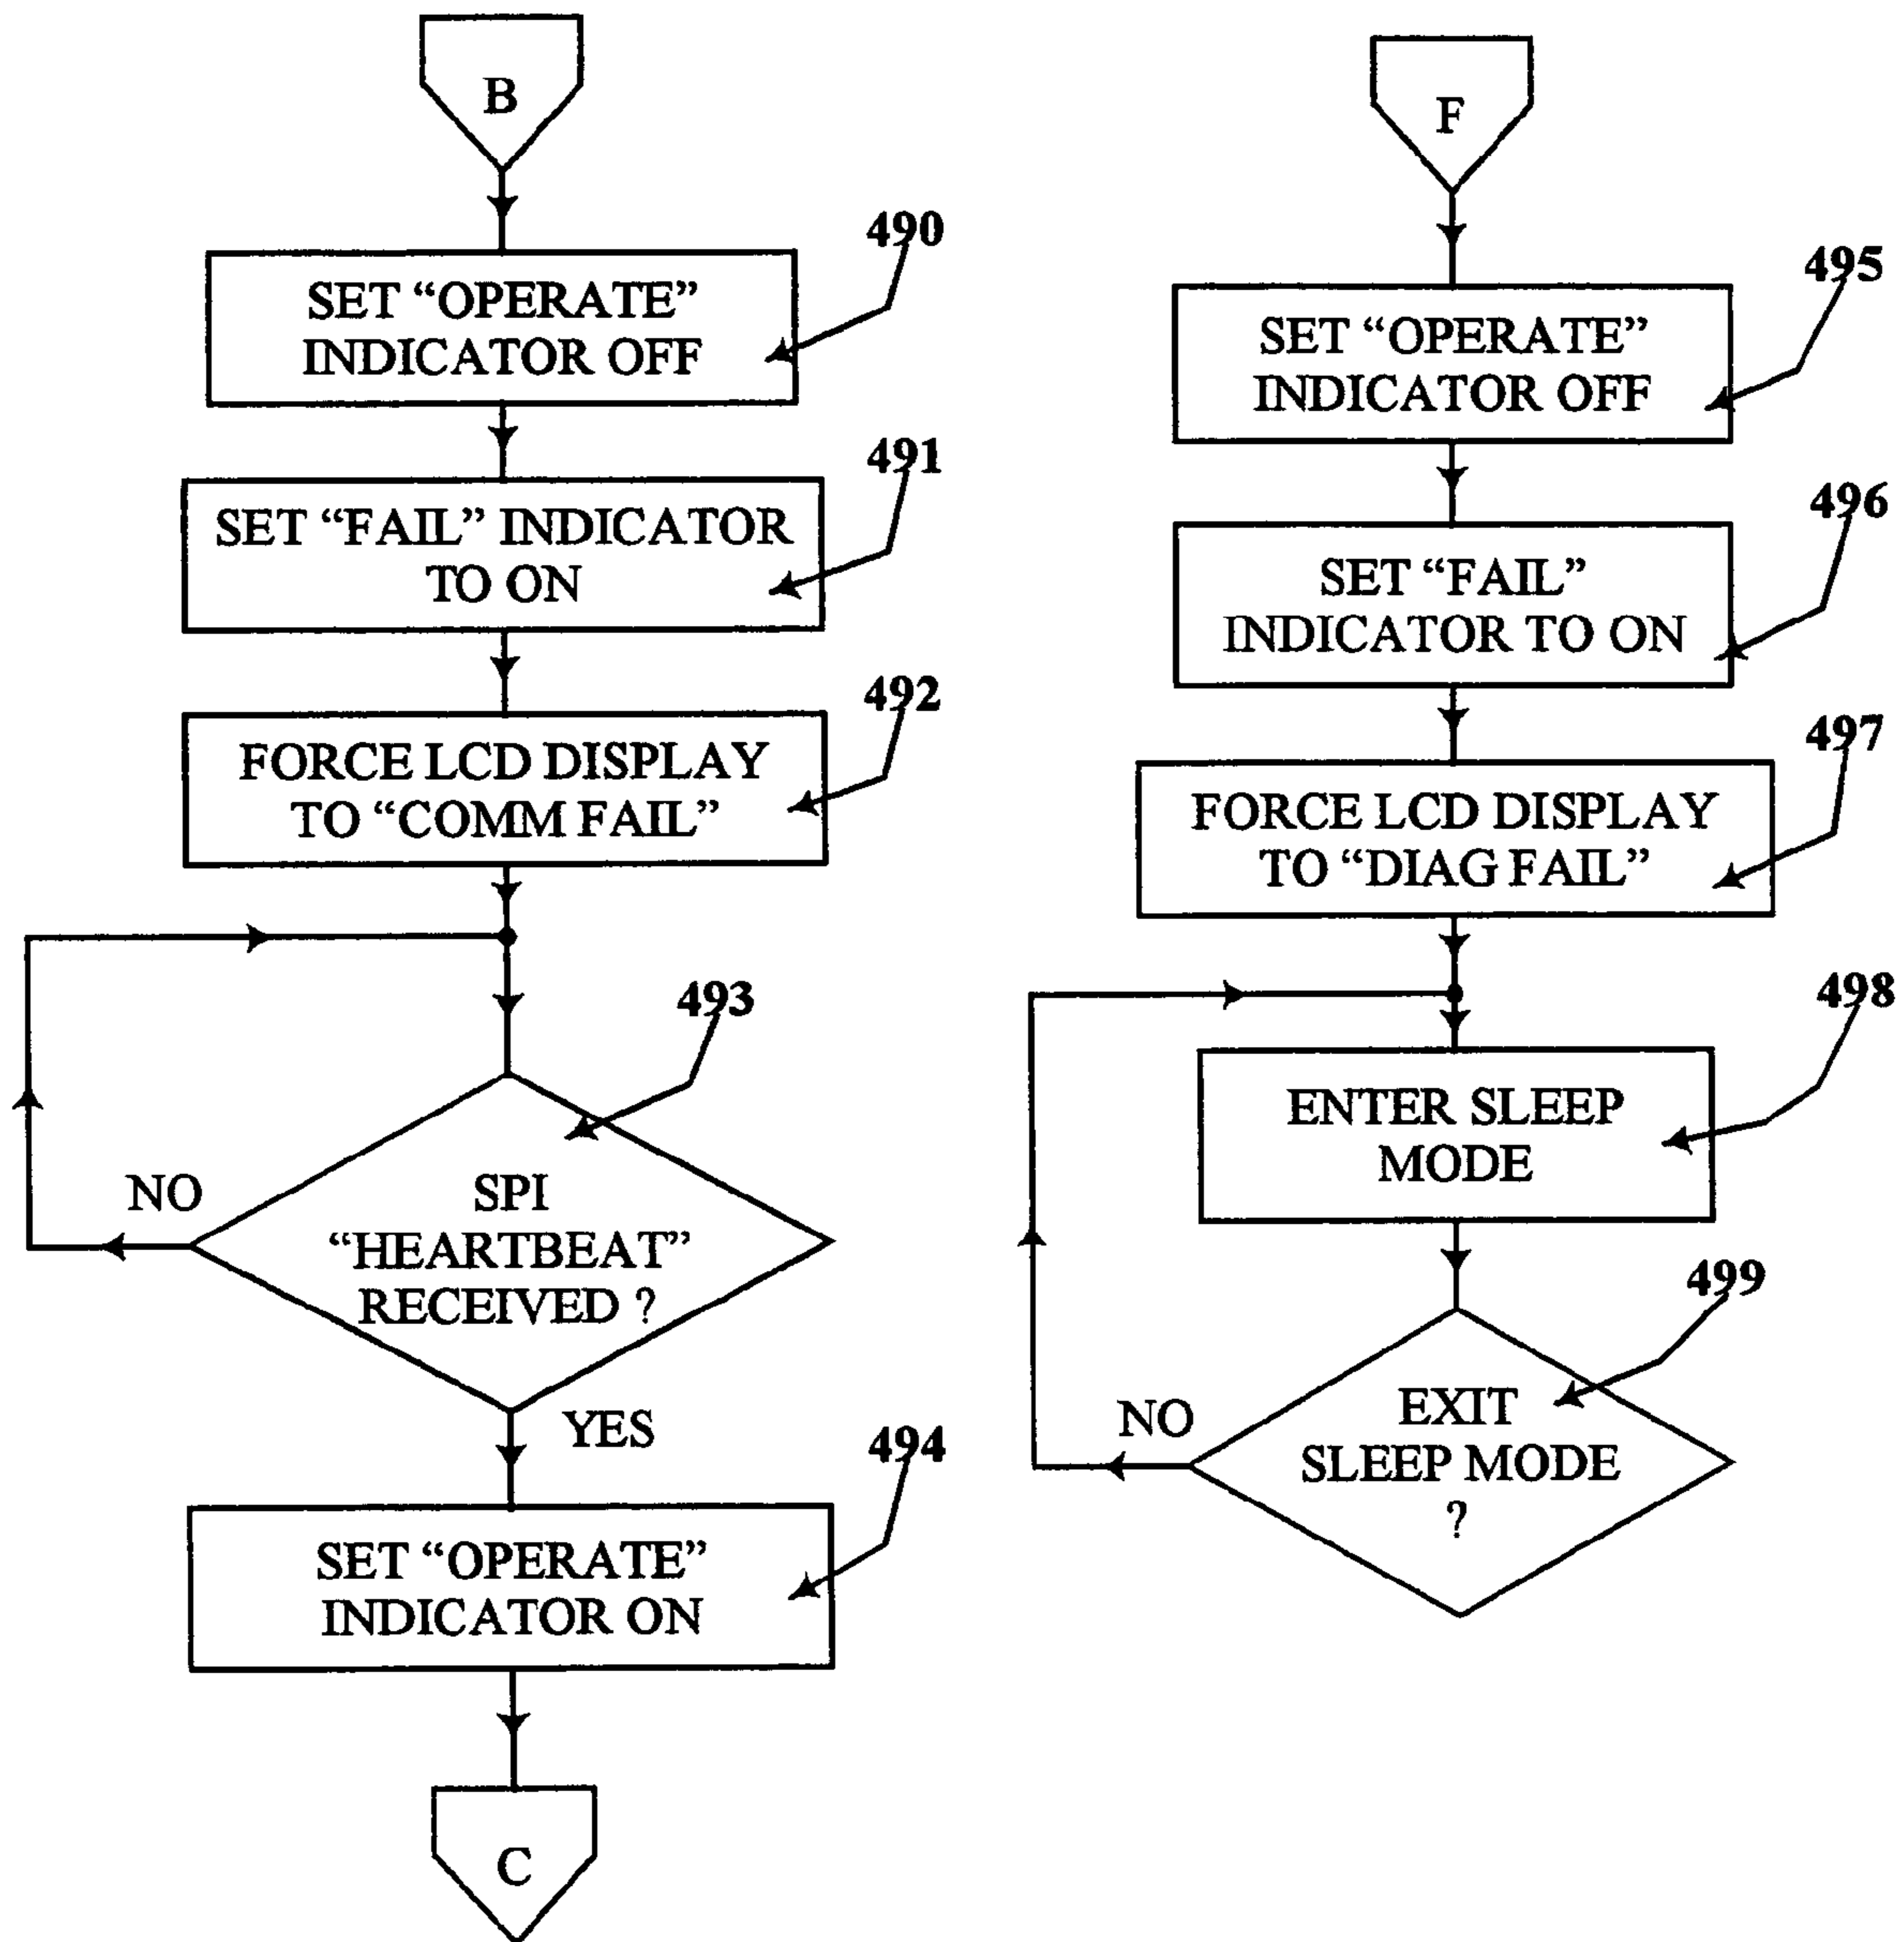 B
490
SET “OPERATE”
INDICATOR OFF
491
SET “FAIL” INDICATOR
TO ON
492
FORCE LCD DISPLAY
TO “COMM FAIL”
493
NO
SPI
“HEARTBEAT”
RECEIVED ?
YES
494
SET “OPERATE”
INDICATOR ON
C
F
495
SET “OPERATE”
INDICATOR OFF
496
SET “FAIL”
INDICATOR TO ON
497
FORCE LCD DISPLAY
TO “DIAG FAIL”
498
ENTER SLEEP
MODE
499
NO
EXIT
SLEEP MODE
?